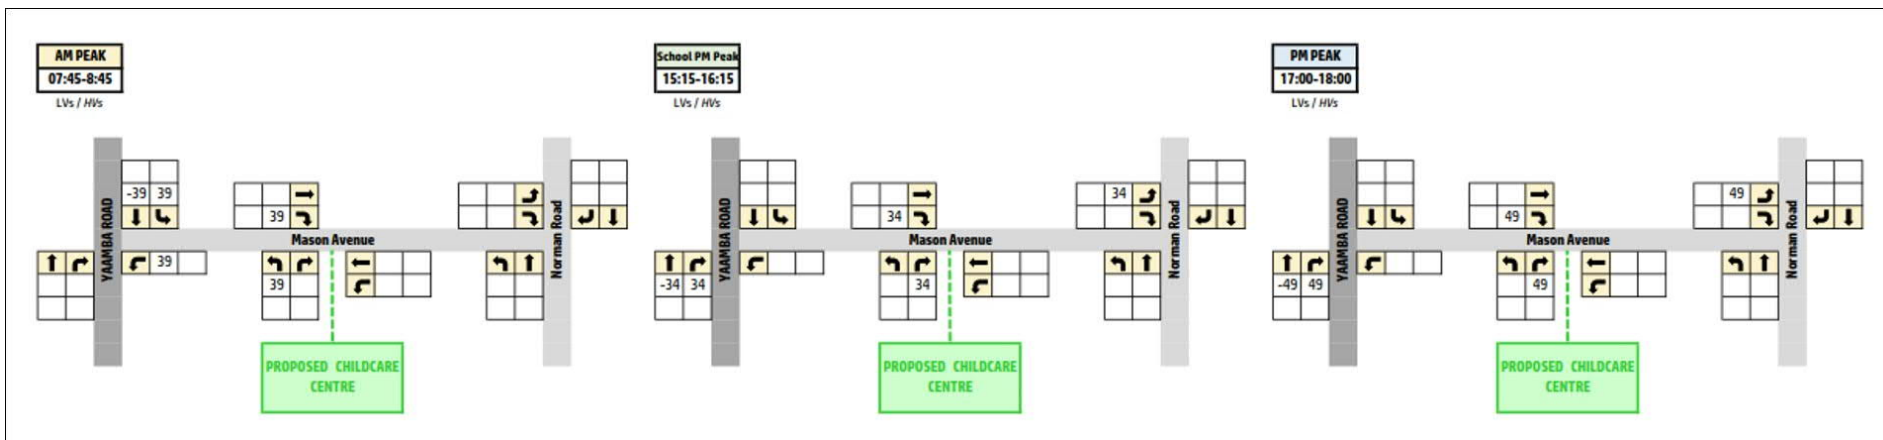 AM PEAK
07:45-8:45
LVs / HVs
YAAMBA ROAD
-39 39
39
39
39
Mason Avenue
Norman Road
PROPOSED CHILDCARE
CENTRE
School PM Peak
15:15-16:15
LVs / HVs
YAAMBA ROAD
34
34
Mason Avenue
-34 34
34
Norman Road
PROPOSED CHILDCARE
CENTRE
PM PEAK
17:00-18:00
LVs / HVs
YAAMBA ROAD
49
49
Mason Avenue
-49 49
49
Norman Road
PROPOSED CHILDCARE
CENTRE